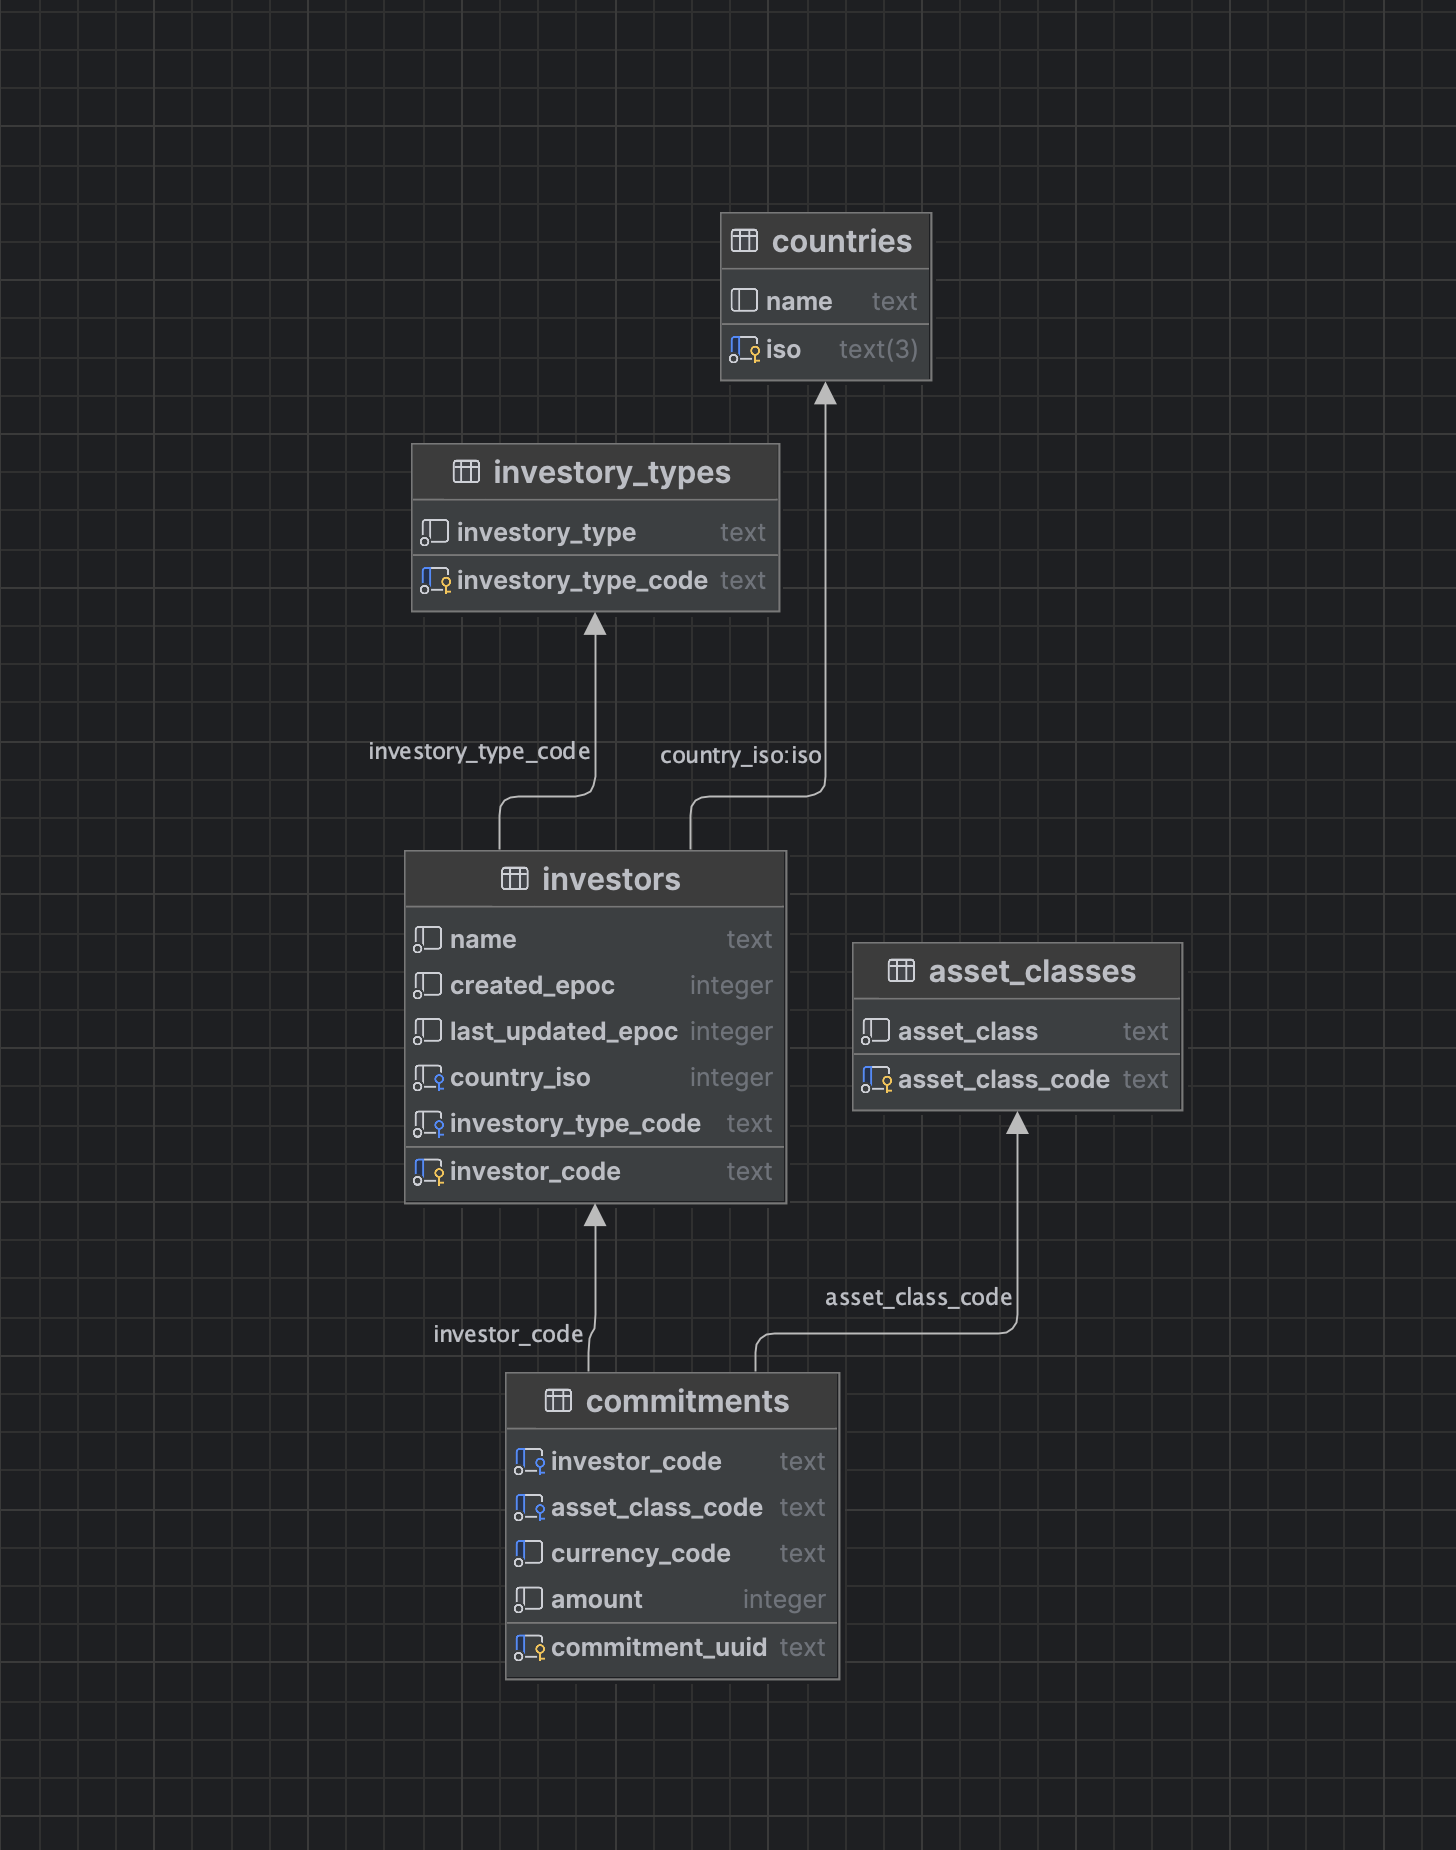 countries
name text
iso text(3)
investory_types
investory_type text
investory_type_code text
investory_type_code
country_iso:iso
investors
name text
created_epoc integer
last_updated_epoc integer
country_iso integer
investory_type_code text
investor_code text
asset_classes
asset_class text
asset_class_code text
asset_class_code
investor_code
commitments
investor_code text
asset_class_code text
currency_code text
amount integer
commitment_uuid text